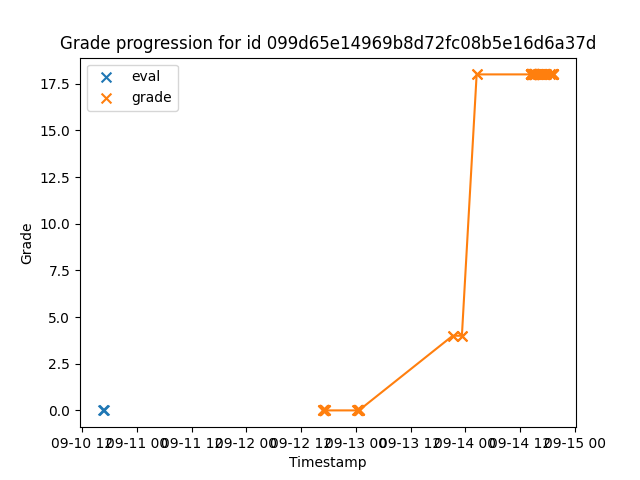 Grade progression for id 099d65e14969b8d72fc08b5e16d6a37d
eval
grade
17.5
15.0
12.5
10.0
7.5
5.0
2.5
0.0
Grade
09-10 12 09-11 00 09-11 12 09-12 00 09-12 12 09-13 00 09-13 12 09-14 00 09-14 12 09-15 00
Timestamp